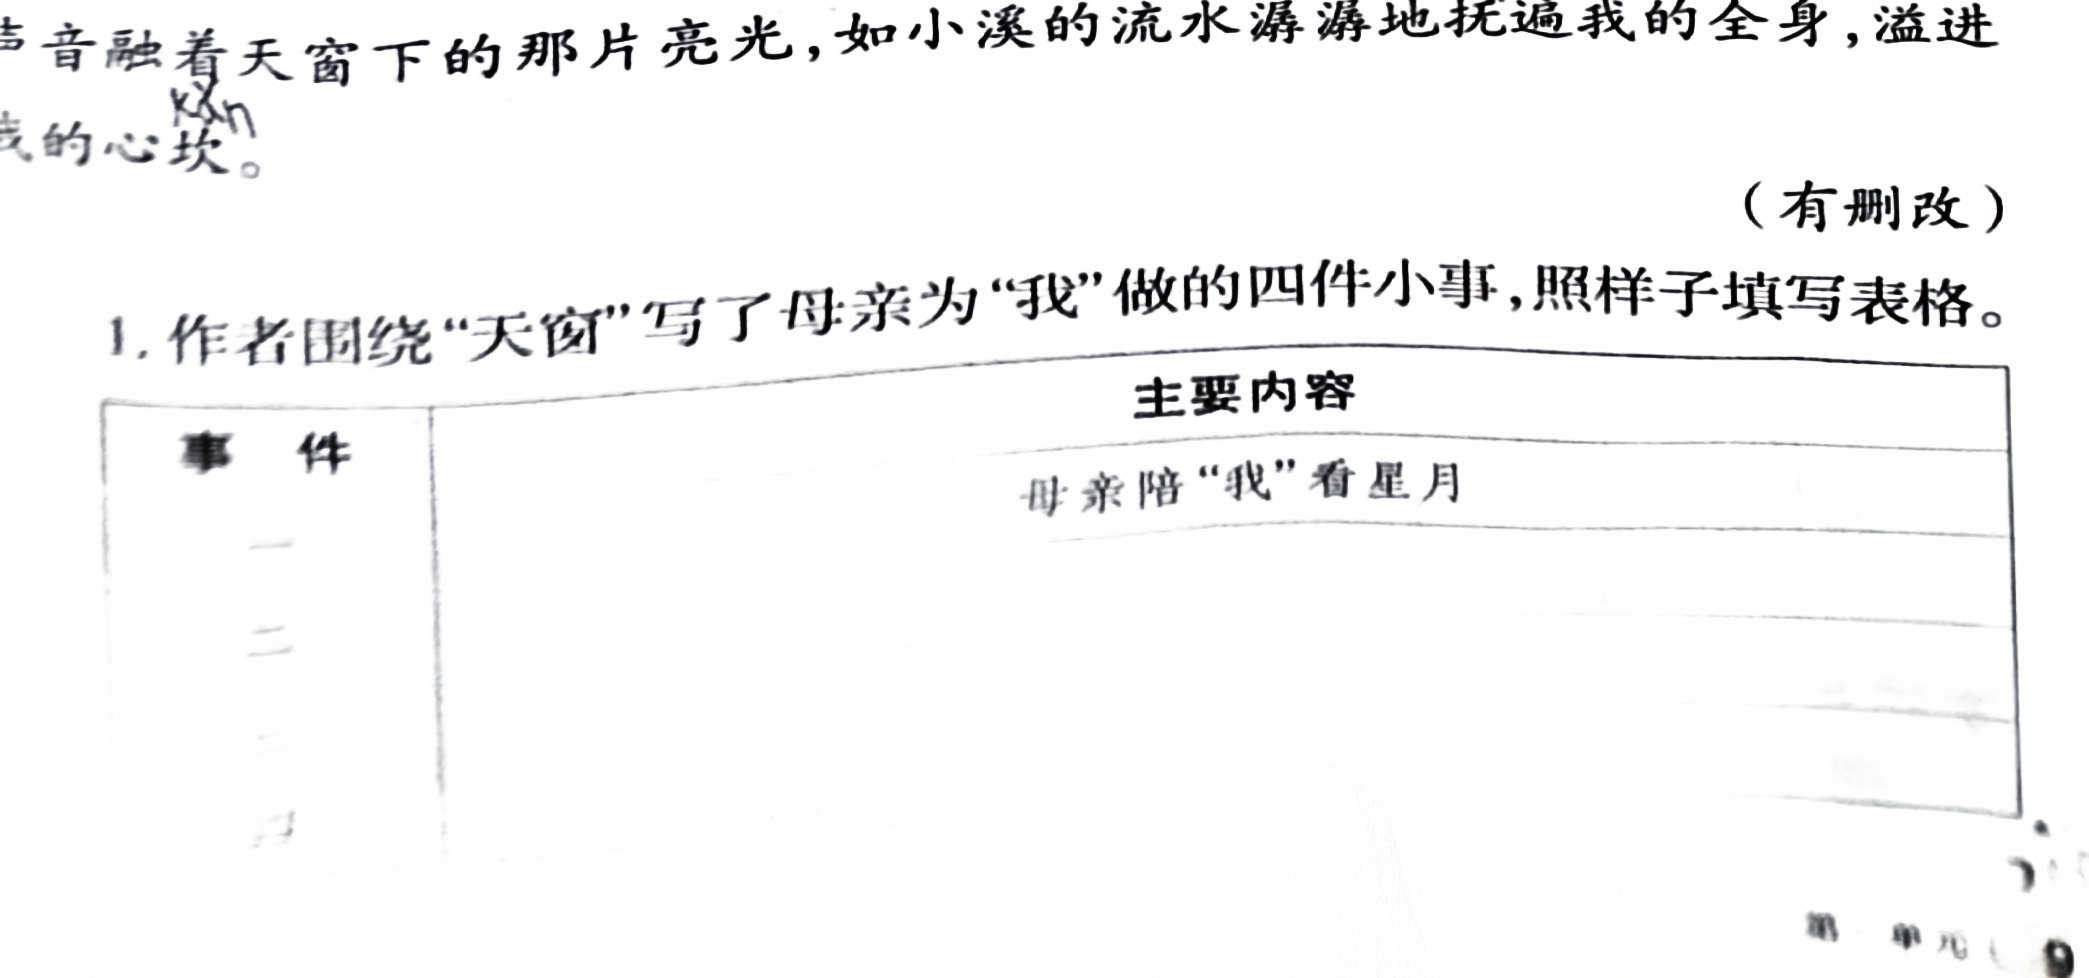 声音融着天窗下的那片亮光，如小溪的流水潺潺地抚遍我的全身，溢进
kǎn
我的心坎。
（有删改）
1. 作者围绕“天窗”写了母亲为“我”做的四件小事，照样子填写表格。
事 件 主要内容
一 母亲陪“我”看星月
二
三
四
单元 9